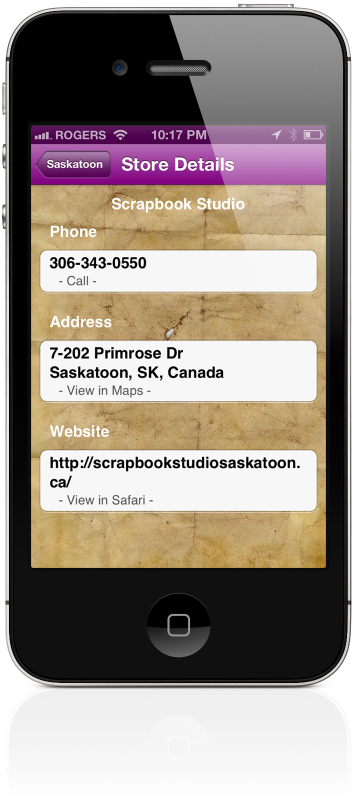 ROGERS 10:17 PM
Saskatoon Store Details
Scrapbook Studio
Phone
306-343-0550
- Call -
Address
7-202 Primrose Dr
Saskatoon, SK, Canada
- View in Maps -
Website
http://scrapbookstudiosaskatoon.
ca/
- View in Safari -